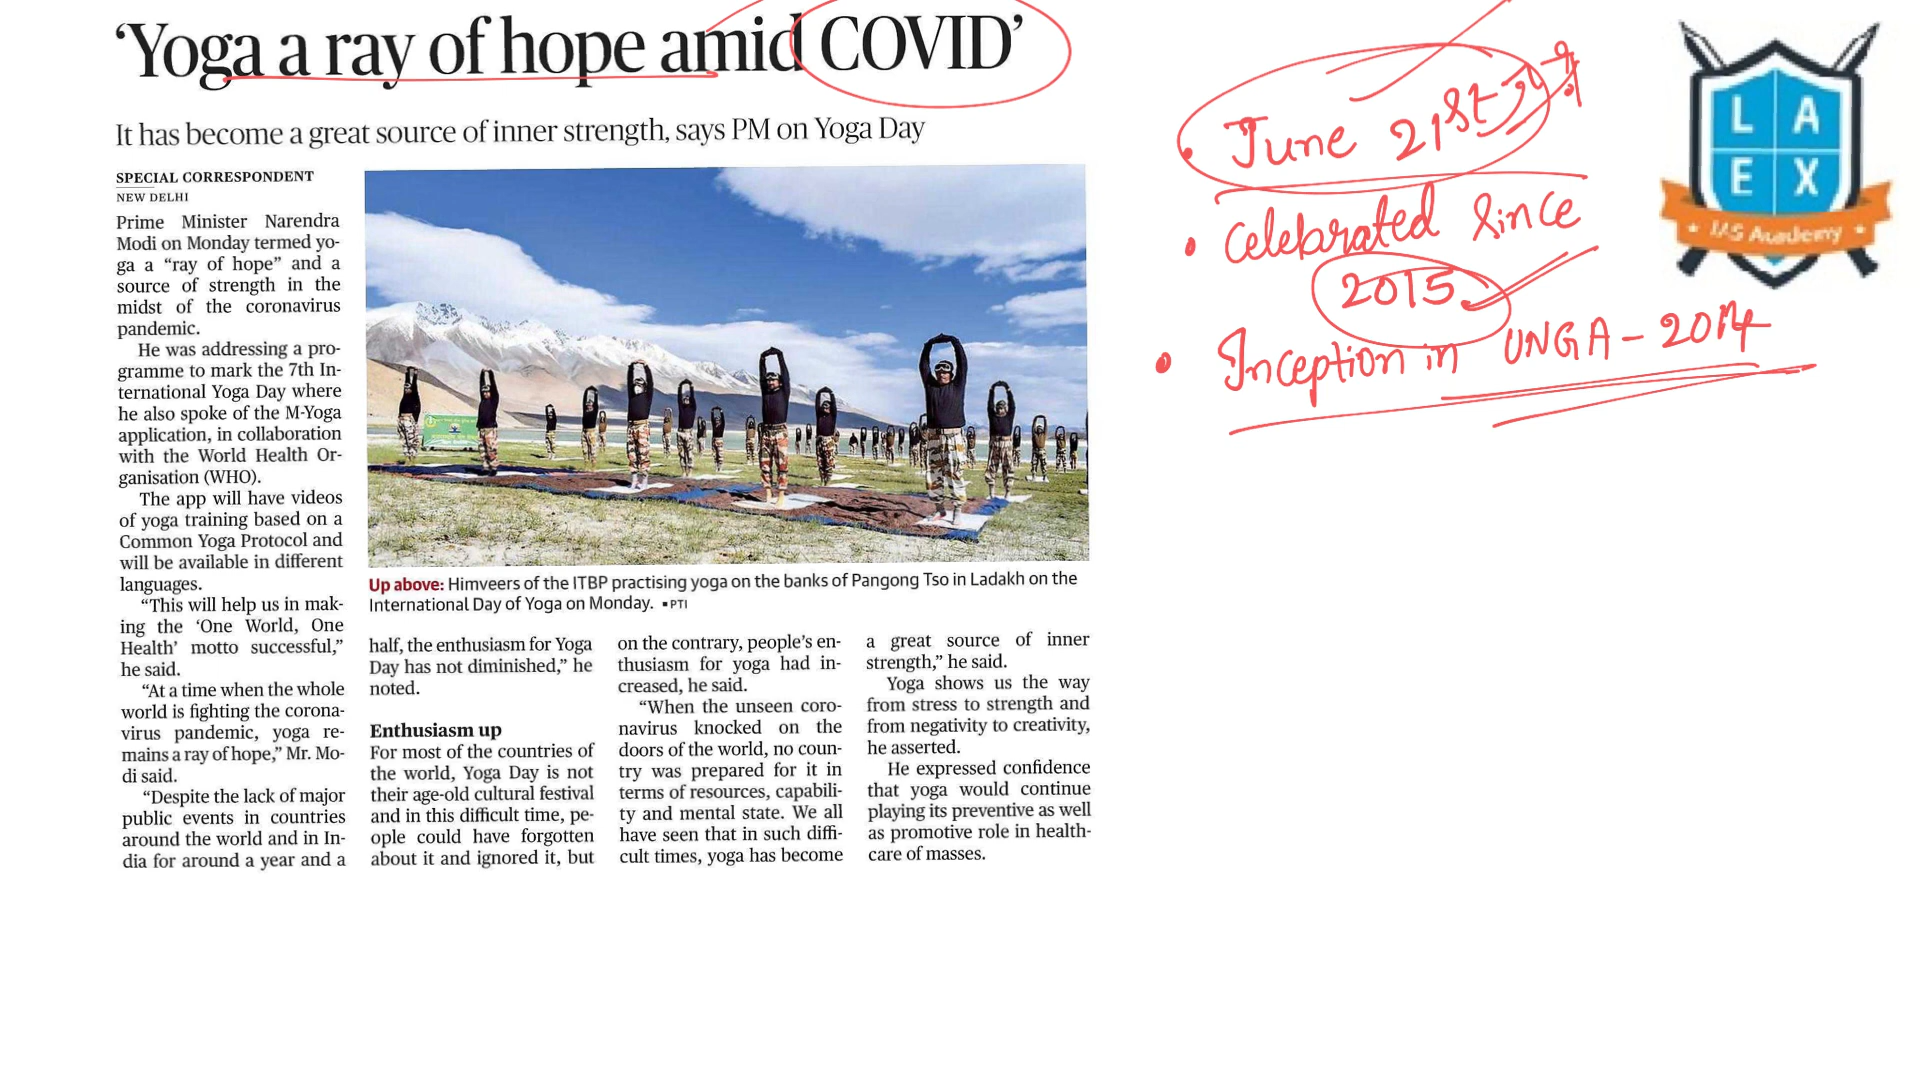 ‘Yoga a ray of hope amid COVID’
It has become a great source of inner strength, says PM on Yoga Day
SPECIAL CORRESPONDENT
NEW DELHI
Prime Minister Narendra
Modi on Monday termed yo-
ga a “ray of hope” and a
source of strength in the
midst of the coronavirus
pandemic.
He was addressing a pro-
gramme to mark the 7th In-
ternational Yoga Day where
he also spoke of the M-Yoga
application, in collaboration
with the World Health Or-
ganisation (WHO).
The app will have videos
of yoga training based on a
Common Yoga Protocol and
will be available in different
languages.
“This will help us in mak-
ing the ‘One World, One
Health’ motto successful,”
he said.
“At a time when the whole
world is fighting the corona-
virus pandemic, yoga re-
mains a ray of hope,” Mr. Mo-
di said.
“Despite the lack of major
public events in countries
around the world and in In-
dia for around a year and a
Up above: Himveers of the ITBP practising yoga on the banks of Pangong Tso in Ladakh on the
International Day of Yoga on Monday. ▪PTI
half, the enthusiasm for Yoga
Day has not diminished,” he
noted.
Enthusiasm up
For most of the countries of
the world, Yoga Day is not
their age-old cultural festival
and in this difficult time, pe-
ople could have forgotten
about it and ignored it, but
on the contrary, people’s en-
thusiasm for yoga had in-
creased, he said.
“When the unseen coro-
navirus knocked on the
doors of the world, no coun-
try was prepared for it in
terms of resources, capabili-
ty and mental state. We all
have seen that in such diffi-
cult times, yoga has become
a great source of inner
strength,” he said.
Yoga shows us the way
from stress to strength and
from negativity to creativity,
he asserted.
He expressed confidence
that yoga would continue
playing its preventive as well
as promotive role in health-
care of masses.
• June 21st
• Celebrated Since
2015
• Inception in UNGA - 2014
L A
E X
IAS Academy